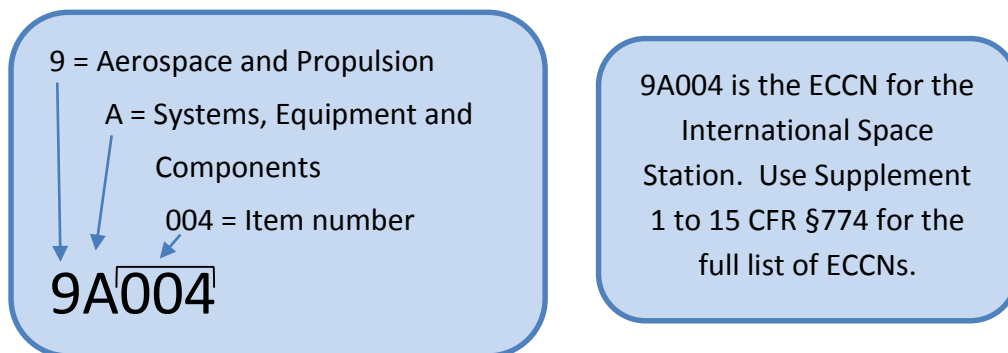 9 = Aerospace and Propulsion
A = Systems, Equipment and
Components
004 = Item number
9A004
9A004 is the ECCN for the
International Space
Station. Use Supplement
1 to 15 CFR §774 for the
full list of ECCNs.